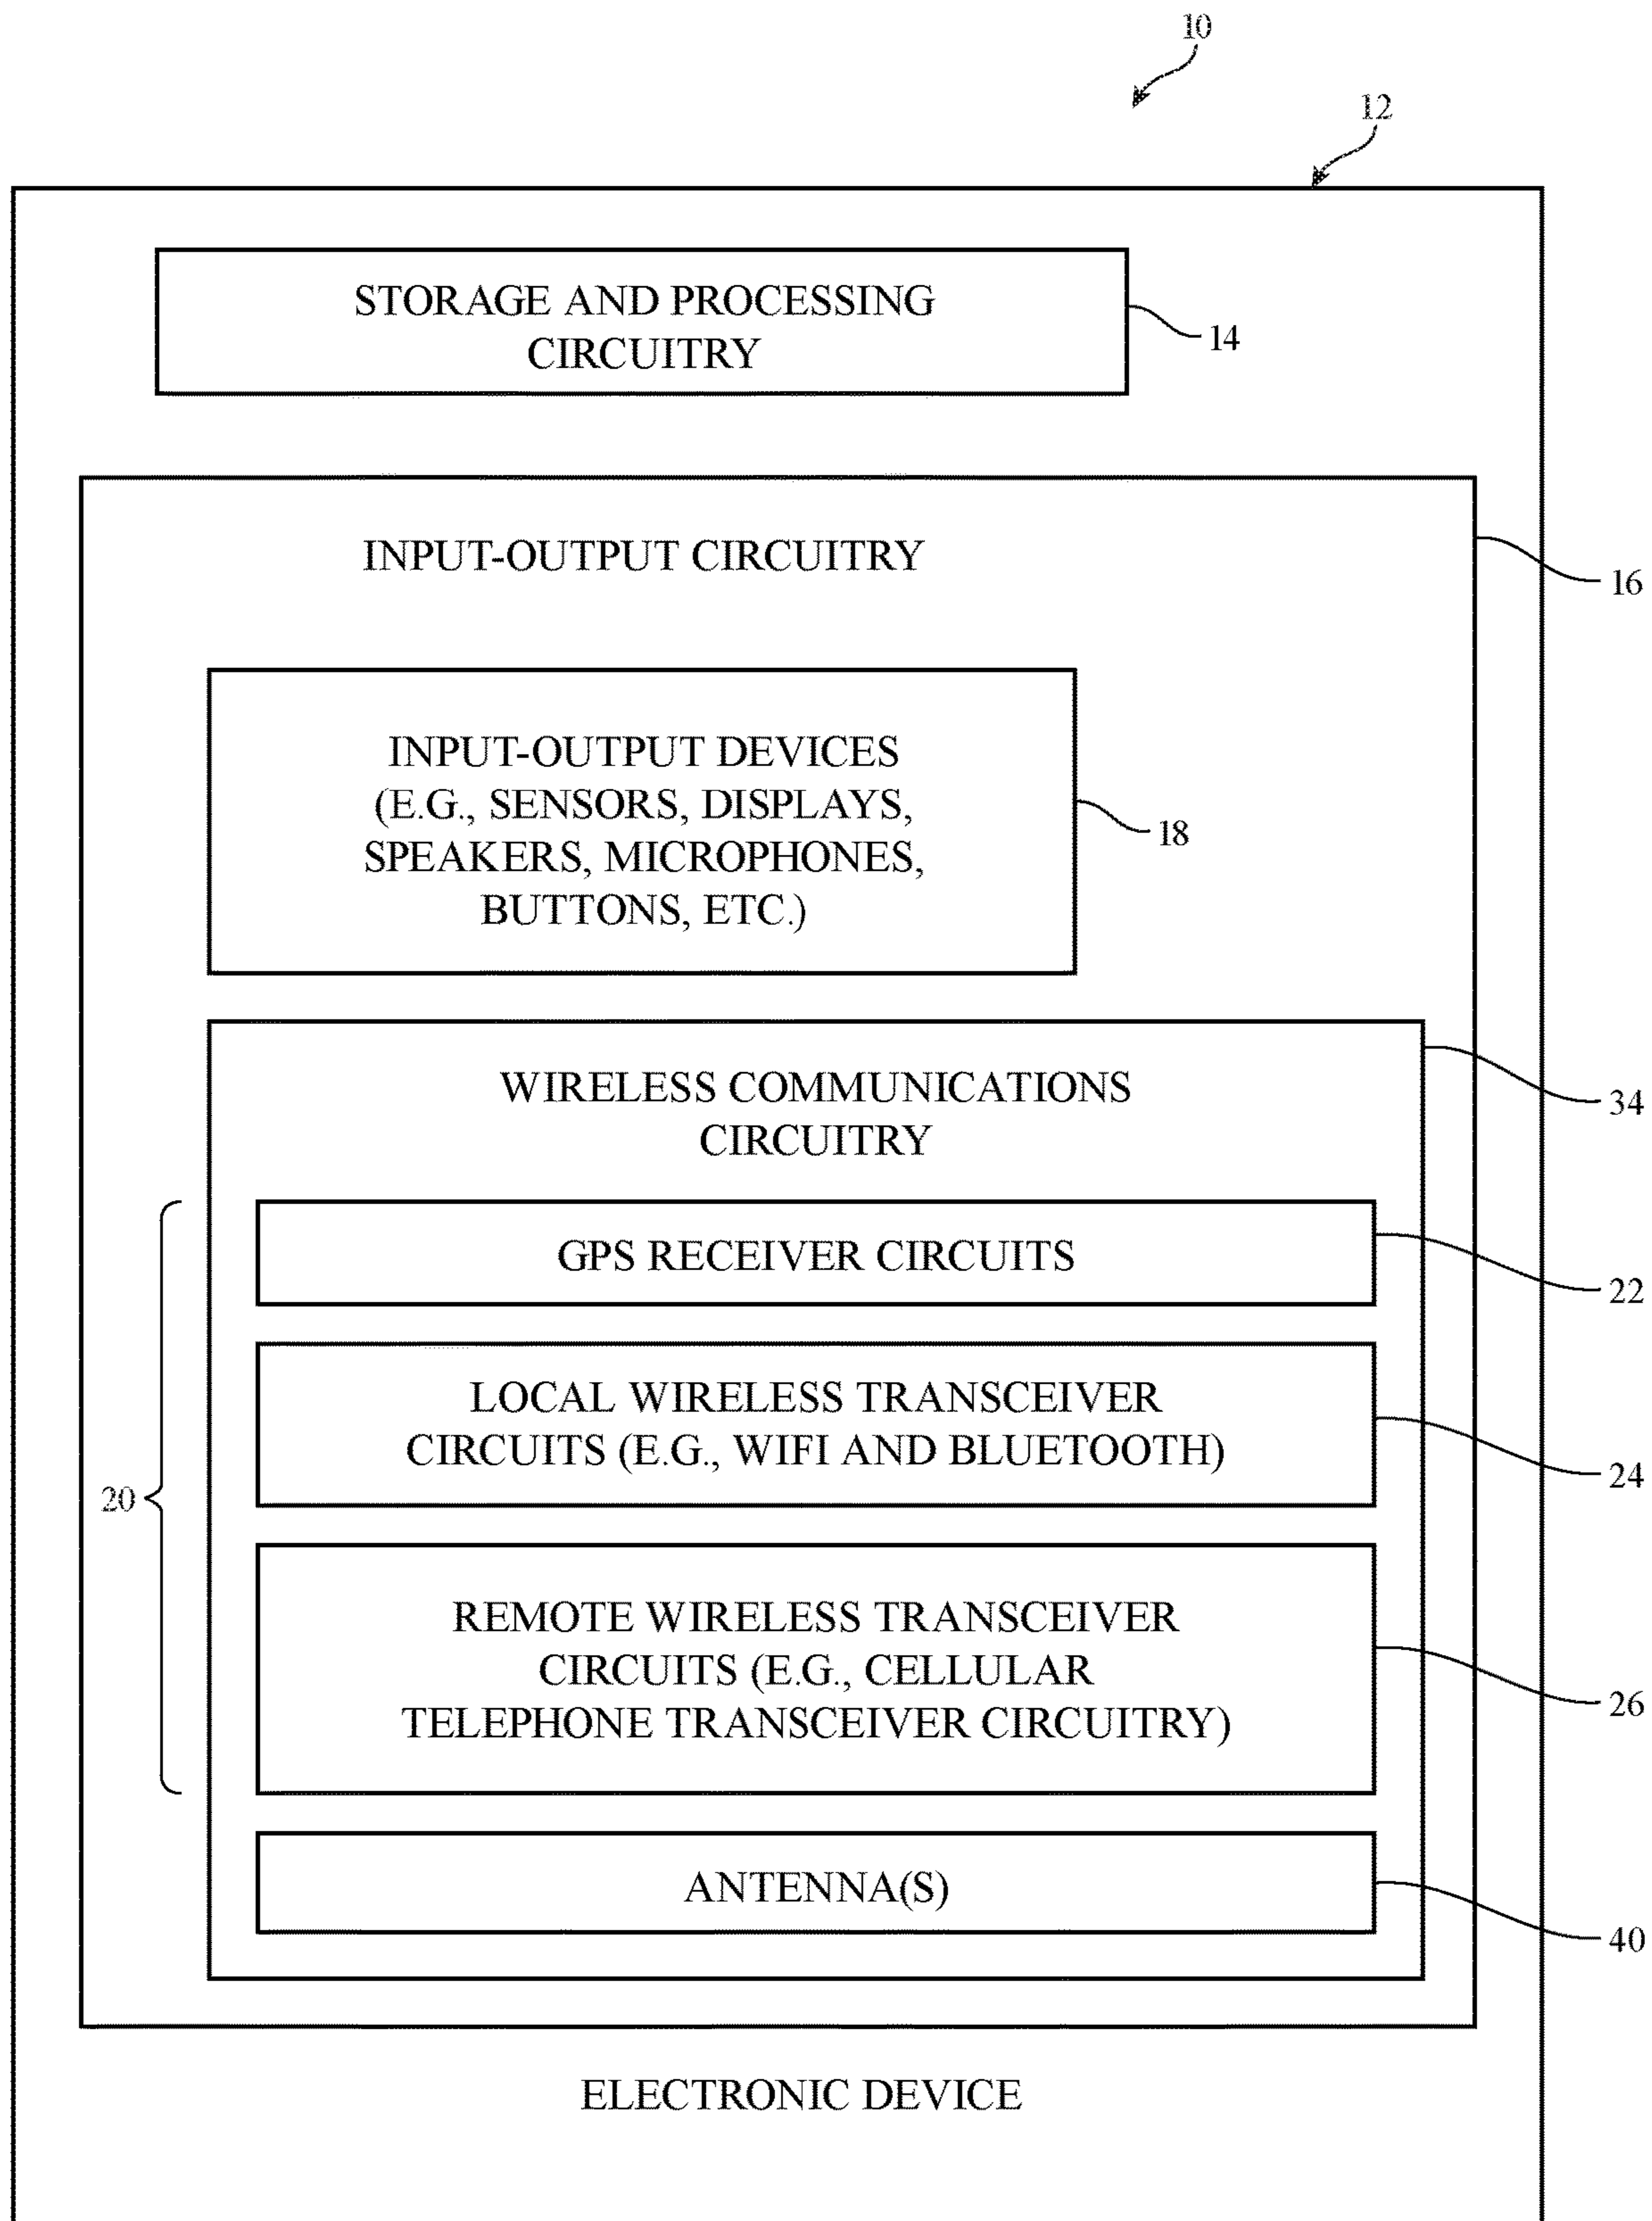 10
12
STORAGE AND PROCESSING
CIRCUITRY
14
INPUT-OUTPUT CIRCUITRY
16
INPUT-OUTPUT DEVICES
(E.G., SENSORS, DISPLAYS,
SPEAKERS, MICROPHONES,
BUTTONS, ETC.)
18
WIRELESS COMMUNICATIONS
CIRCUITRY
34
GPS RECEIVER CIRCUITS
22
LOCAL WIRELESS TRANSCEIVER
CIRCUITS (E.G., WIFI AND BLUETOOTH)
24
20
REMOTE WIRELESS TRANSCEIVER
CIRCUITS (E.G., CELLULAR
TELEPHONE TRANSCEIVER CIRCUITRY)
26
ANTENNA(S)
40
ELECTRONIC DEVICE